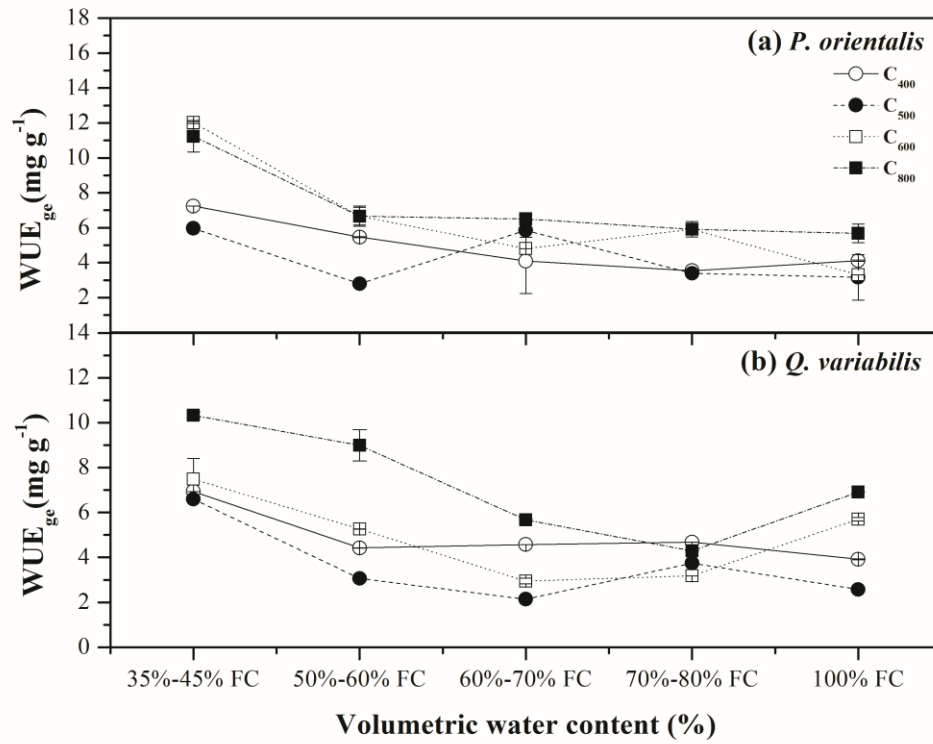 18
(a) P. orientalis
16
C400
14
C500
12
C600
10
C800
8
6
4
2
WUEge(mg g-1)
14
(b) Q. variabilis
12
10
8
6
4
2
0
WUEge(mg g-1)
35%-45% FC 50%-60% FC 60%-70% FC 70%-80% FC 100% FC
Volumetric water content (%)